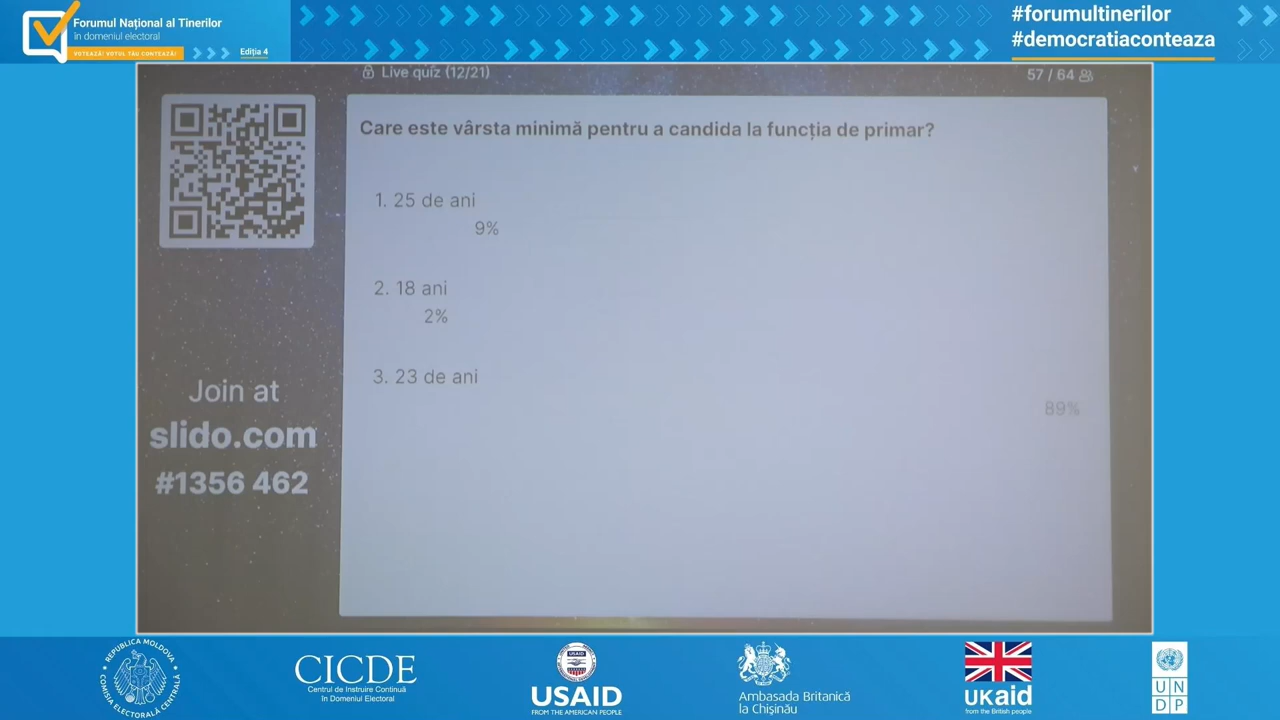 Forumul Național al Tinerilor
în domeniul electoral
VOTEAZĂ! VOTUL TĂU CONTEAZĂ!
Ediția 4
#forumultinerilor
#democratiaconteaza
Live quiz (12/21)
57 / 64
Care este vârsta minimă pentru a candida la funcția de primar?
1. 25 de ani
9%
2. 18 ani
2%
3. 23 de ani
89%
Join at
slido.com
#1356 462
REPUBLICA MOLDOVA
COMISIA ELECTORALĂ CENTRALĂ
CICDE
Centrul de Instruire Continuă
în Domeniul Electoral
USAID
USAID
FROM THE AMERICAN PEOPLE
Ambasada Britanică
la Chișinău
UKaid
from the British people
U N
D P